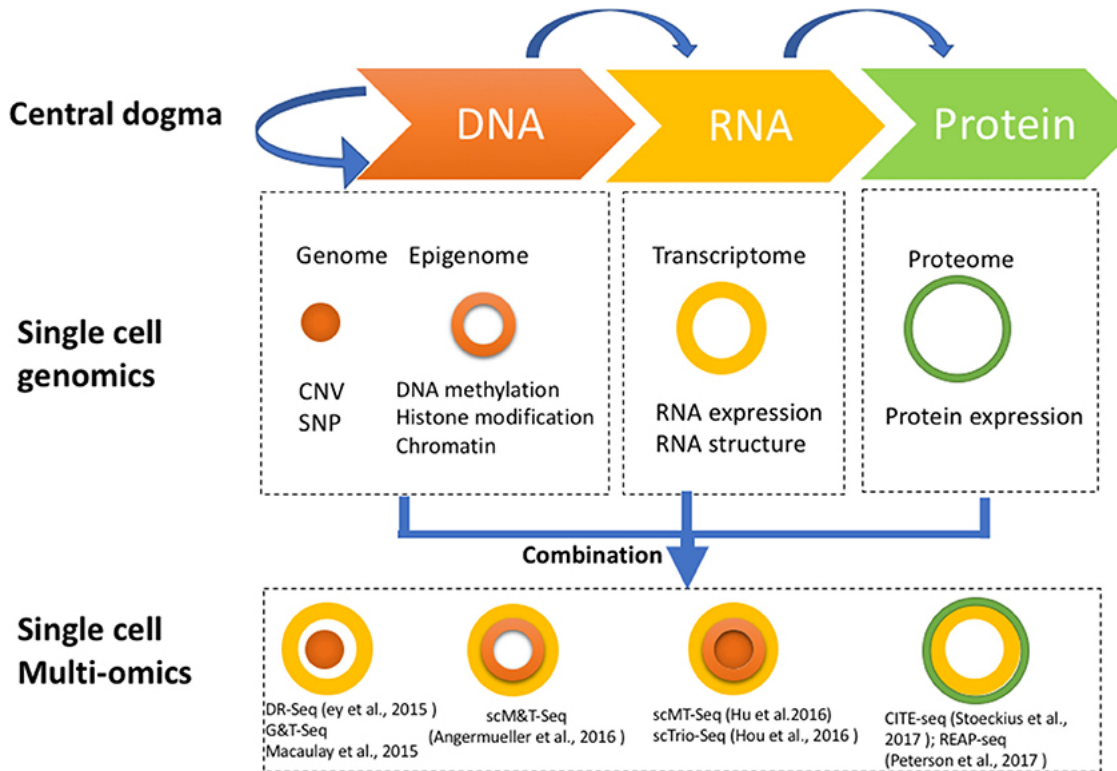 Central dogma
DNA
RNA
Protein
Single cell
genomics
Genome
CNV
SNP
Epigenome
DNA methylation
Histone modification
Chromatin
Transcriptome
RNA expression
RNA structure
Proteome
Protein expression
Combination
Single cell
Multi-omics
DR-Seq (ey et al., 2015 )
G&T-Seq
Macaulay et al., 2015
scM&T-Seq
(Angermueller et al., 2016 )
scMT-Seq (Hu et al.2016)
scTrio-Seq (Hou et al., 2016 )
CITE-seq (Stoeckius et al.,
2017 ); REAP-seq
(Peterson et al., 2017 )